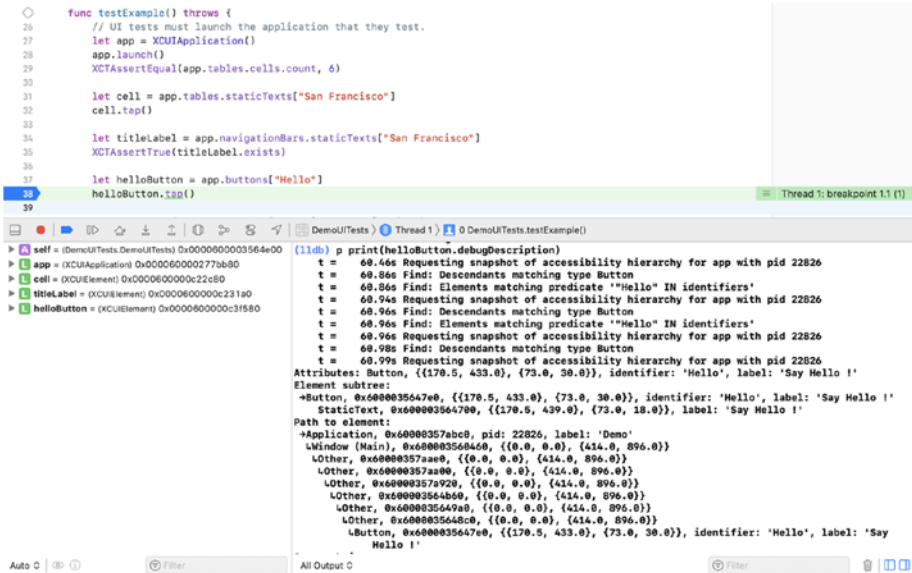 func testExample() throws {
26 // UI tests must launch the application that they test.
27 let app = XCUIApplication()
28 app.launch()
29 XCTAssertEqual(app.tables.cells.count, 6)
30
31 let cell = app.tables.staticTexts["San Francisco"]
32 cell.tap()
33
34 let titleLabel = app.navigationBars.staticTexts["San Francisco"]
35 XCTAssertTrue(titleLabel.exists)
36
37 let helloButton = app.buttons["Hello"]
38 helloButton.tap() Thread 1: breakpoint 1.1 (1)
39
DemoUITests Thread 1 0 DemoUITests.testExample()
A self = (DemoUITests.DemoUITests) 0x0000600003564e00
L app = (XCUIApplication) 0x000060000277bb80
L cell = (XCUIElement) 0x0000600000c22c80
L titleLabel = (XCUIElement) 0x0000600000c231a0
L helloButton = (XCUIElement) 0x0000600000c3f580
(lldb) p print(helloButton.debugDescription)
t = 60.46s Requesting snapshot of accessibility hierarchy for app with pid 22826
t = 60.86s Find: Descendants matching type Button
t = 60.86s Find: Elements matching predicate '"Hello" IN identifiers'
t = 60.94s Requesting snapshot of accessibility hierarchy for app with pid 22826
t = 60.96s Find: Descendants matching type Button
t = 60.96s Find: Elements matching predicate '"Hello" IN identifiers'
t = 60.96s Requesting snapshot of accessibility hierarchy for app with pid 22826
t = 60.98s Find: Descendants matching type Button
t = 60.99s Requesting snapshot of accessibility hierarchy for app with pid 22826
Attributes: Button, {{170.5, 433.0}, {73.0, 30.0}}, identifier: 'Hello', label: 'Say Hello !'
Element subtree:
→Button, 0x6000035647e0, {{170.5, 433.0}, {73.0, 30.0}}, identifier: 'Hello', label: 'Say Hello !'
StaticText, 0x600003564700, {{170.5, 439.0}, {73.0, 18.0}}, label: 'Say Hello !'
Path to element:
→Application, 0x60000357abc0, pid: 22826, label: 'Demo'
↳Window (Main), 0x600003560460, {{0.0, 0.0}, {414.0, 896.0}}
↳Other, 0x60000357aae0, {{0.0, 0.0}, {414.0, 896.0}}
↳Other, 0x60000357aa00, {{0.0, 0.0}, {414.0, 896.0}}
↳Other, 0x60000357a920, {{0.0, 0.0}, {414.0, 896.0}}
↳Other, 0x600003564b60, {{0.0, 0.0}, {414.0, 896.0}}
↳Other, 0x6000035649a0, {{0.0, 0.0}, {414.0, 896.0}}
↳Other, 0x6000035648c0, {{0.0, 0.0}, {414.0, 896.0}}
↳Button, 0x6000035647e0, {{170.5, 433.0}, {73.0, 30.0}}, identifier: 'Hello', label: 'Say
Hello !'
Auto Filter All Output Filter